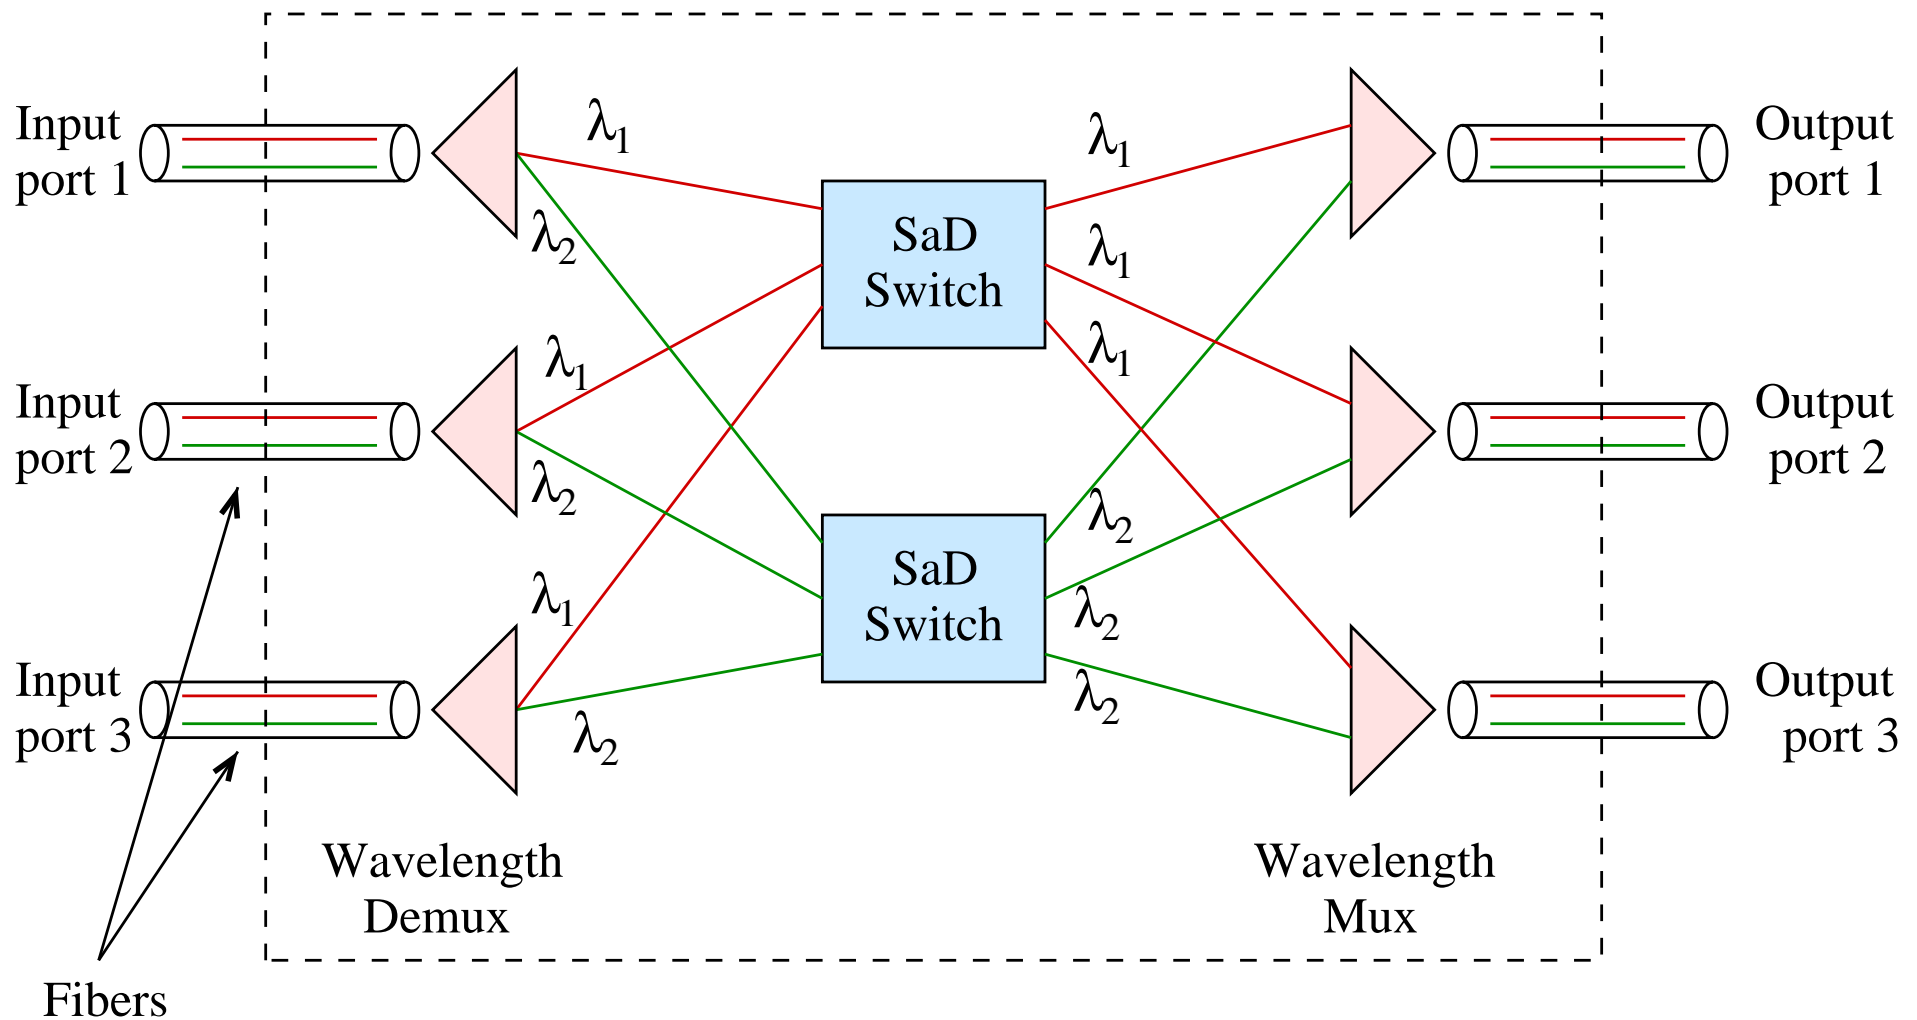 Input
port 1
λ1
λ2
SaD
Switch
λ1
λ1
λ1
Output
port 1
Input
port 2
λ1
λ2
Output
port 2
SaD
Switch
λ2
λ2
λ2
Input
port 3
λ1
λ2
Output
port 3
Wavelength
Demux
Wavelength
Mux
Fibers